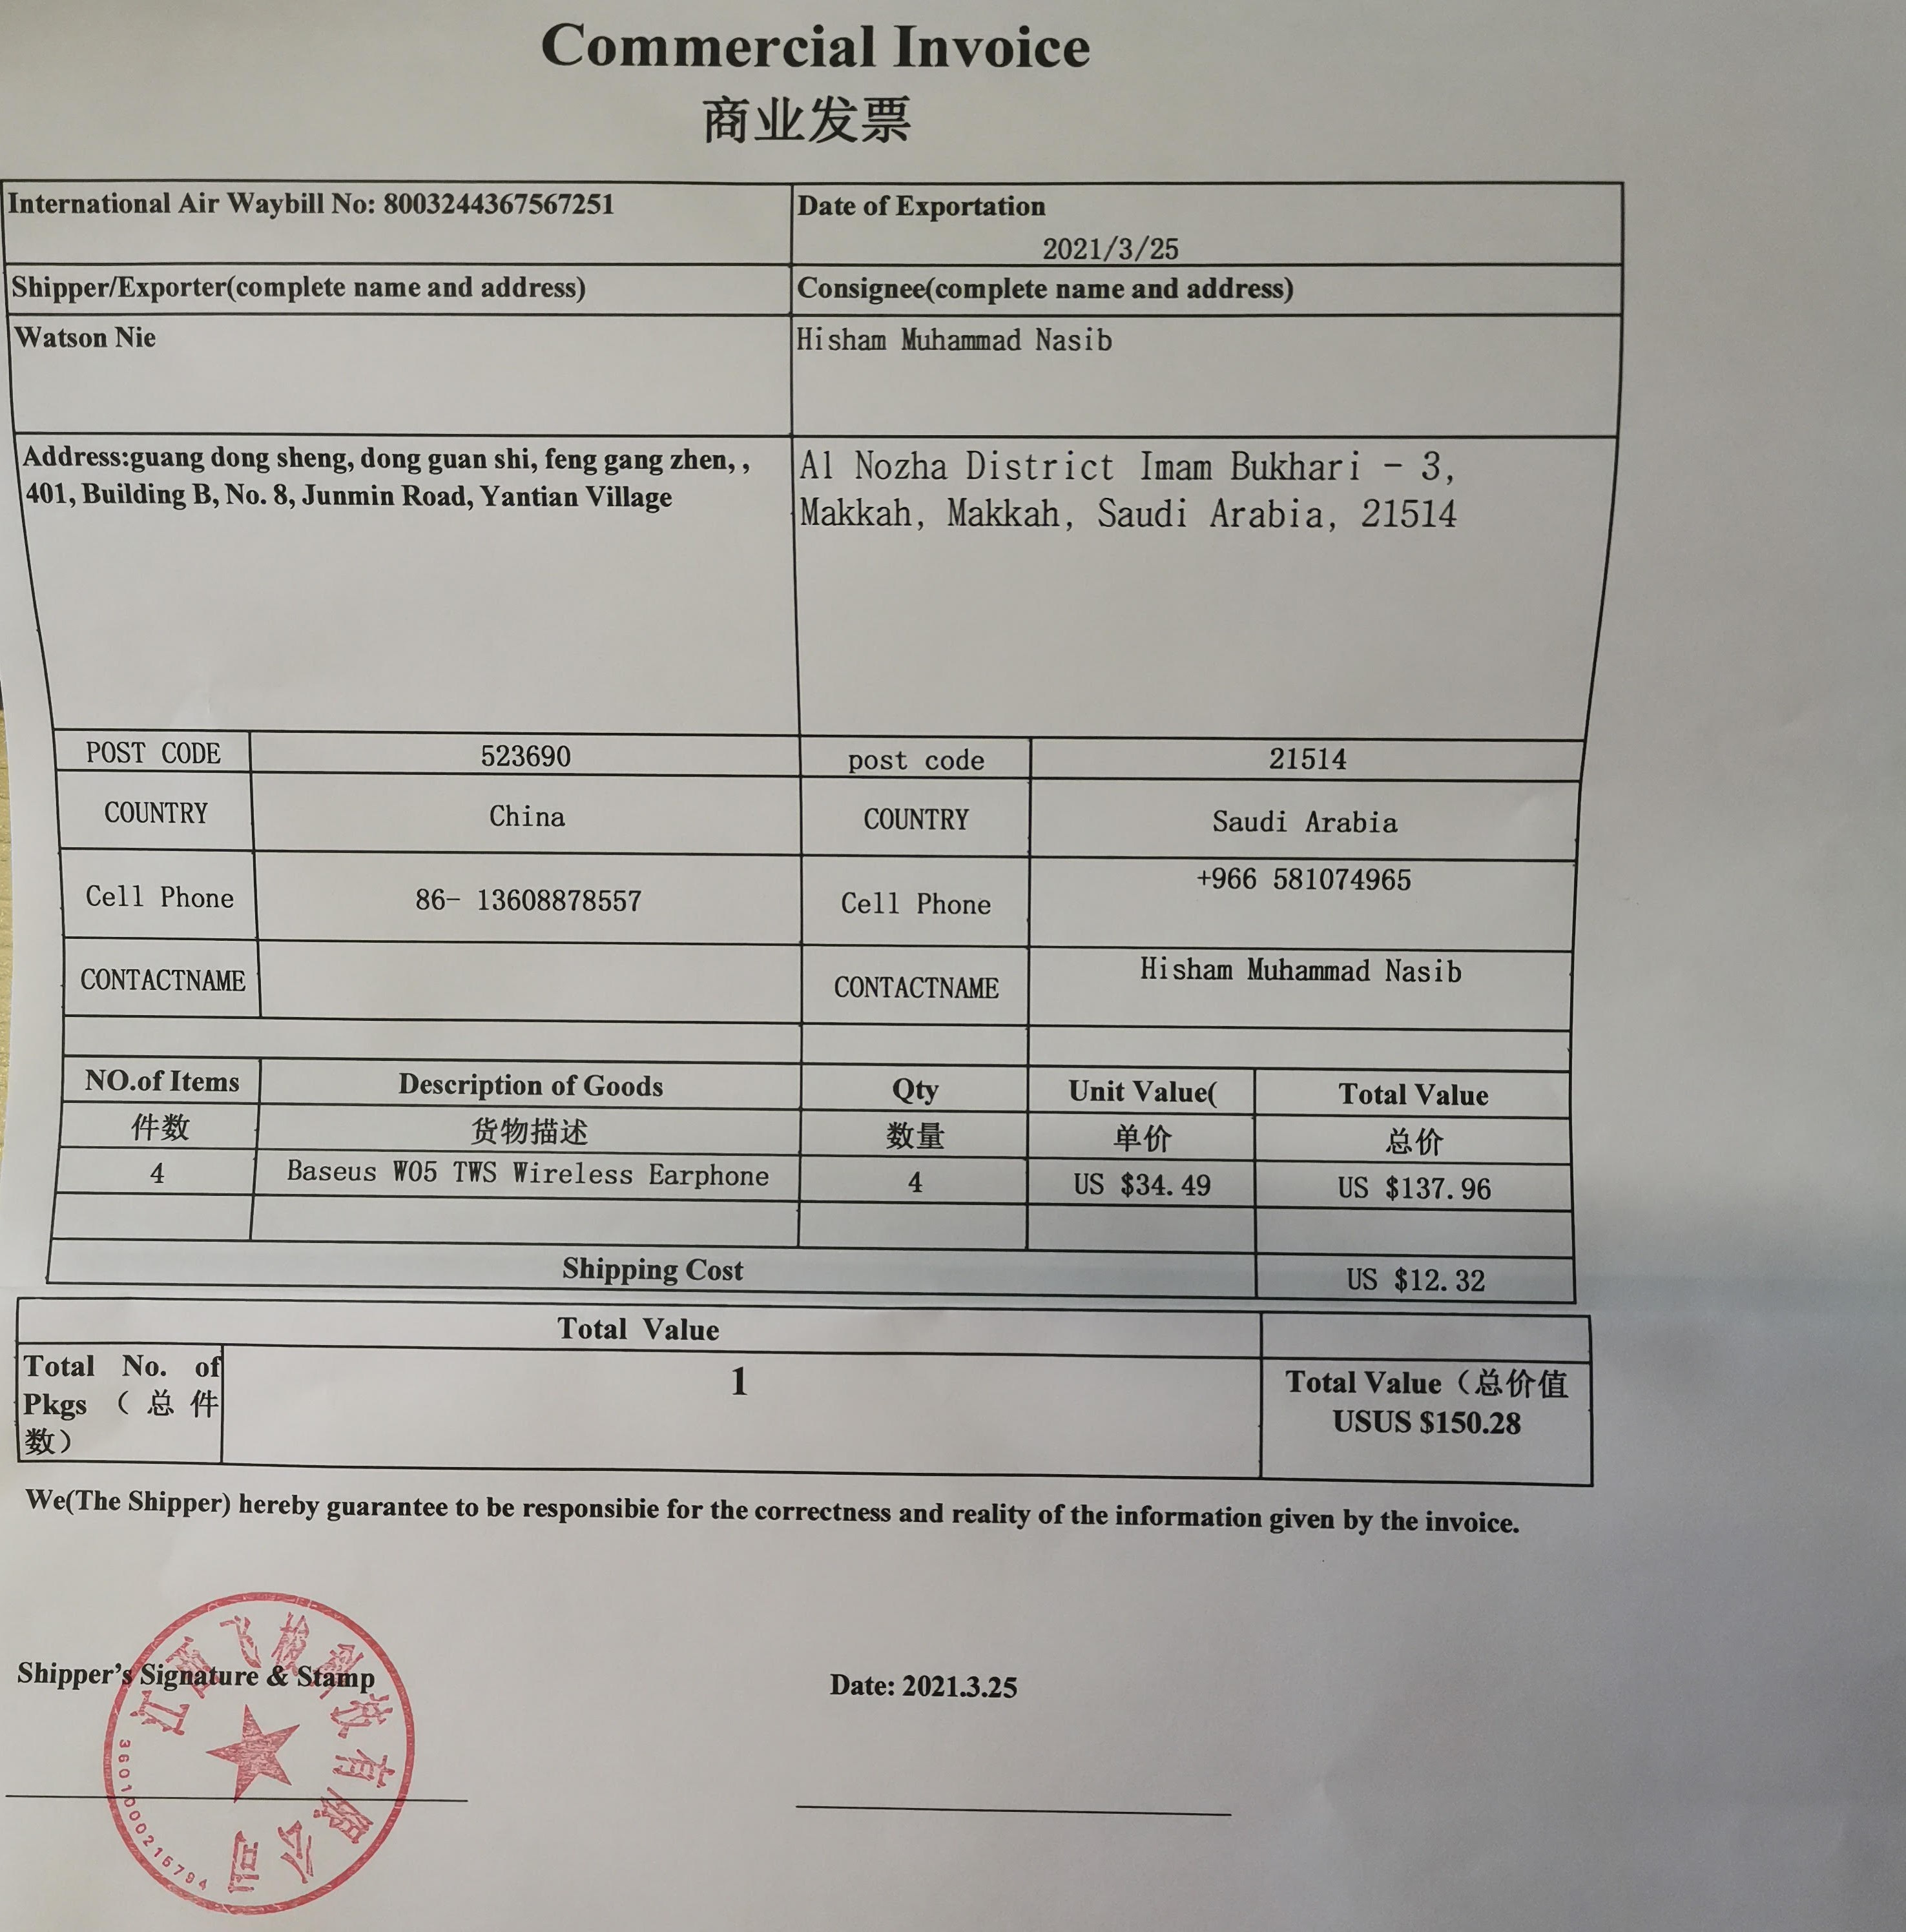 Commercial Invoice
商业发票
International Air Waybill No: 8003244367567251
Date of Exportation
2021/3/25
Shipper/Exporter(complete name and address)
Consignee(complete name and address)
Watson Nie
Hisham Muhammad Nasib
Address:guang dong sheng, dong guan shi, feng gang zhen, ,
401, Building B, No. 8, Junmin Road, Yantian Village
Al Nozha District Imam Bukhari - 3,
Makkah, Makkah, Saudi Arabia, 21514
POST CODE 523690 post code 21514
COUNTRY China COUNTRY Saudi Arabia
Cell Phone 86- 13608878557 Cell Phone +966 581074965
CONTACTNAME CONTACTNAME Hisham Muhammad Nasib
NO.of Items Description of Goods Qty Unit Value( Total Value
件数 货物描述 数量 单价 总价
4 Baseus W05 TWS Wireless Earphone 4 US $34.49 US $137.96
Shipping Cost US $12.32
Total Value
Total No. of
Pkgs （总件
数）
1
Total Value（总价值
USUS $150.28
We(The Shipper) hereby guarantee to be responsibie for the correctness and reality of the information given by the invoice.
Shipper's Signature & Stamp
Date: 2021.3.25
江西飞极科技有限公司
3601000216794